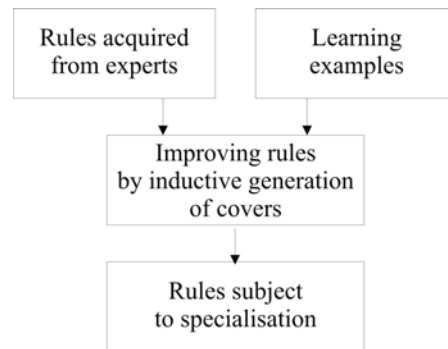 Rules acquired
from experts
Learning
examples
Improving rules
by inductive generation
of covers
Rules subject
to specialisation